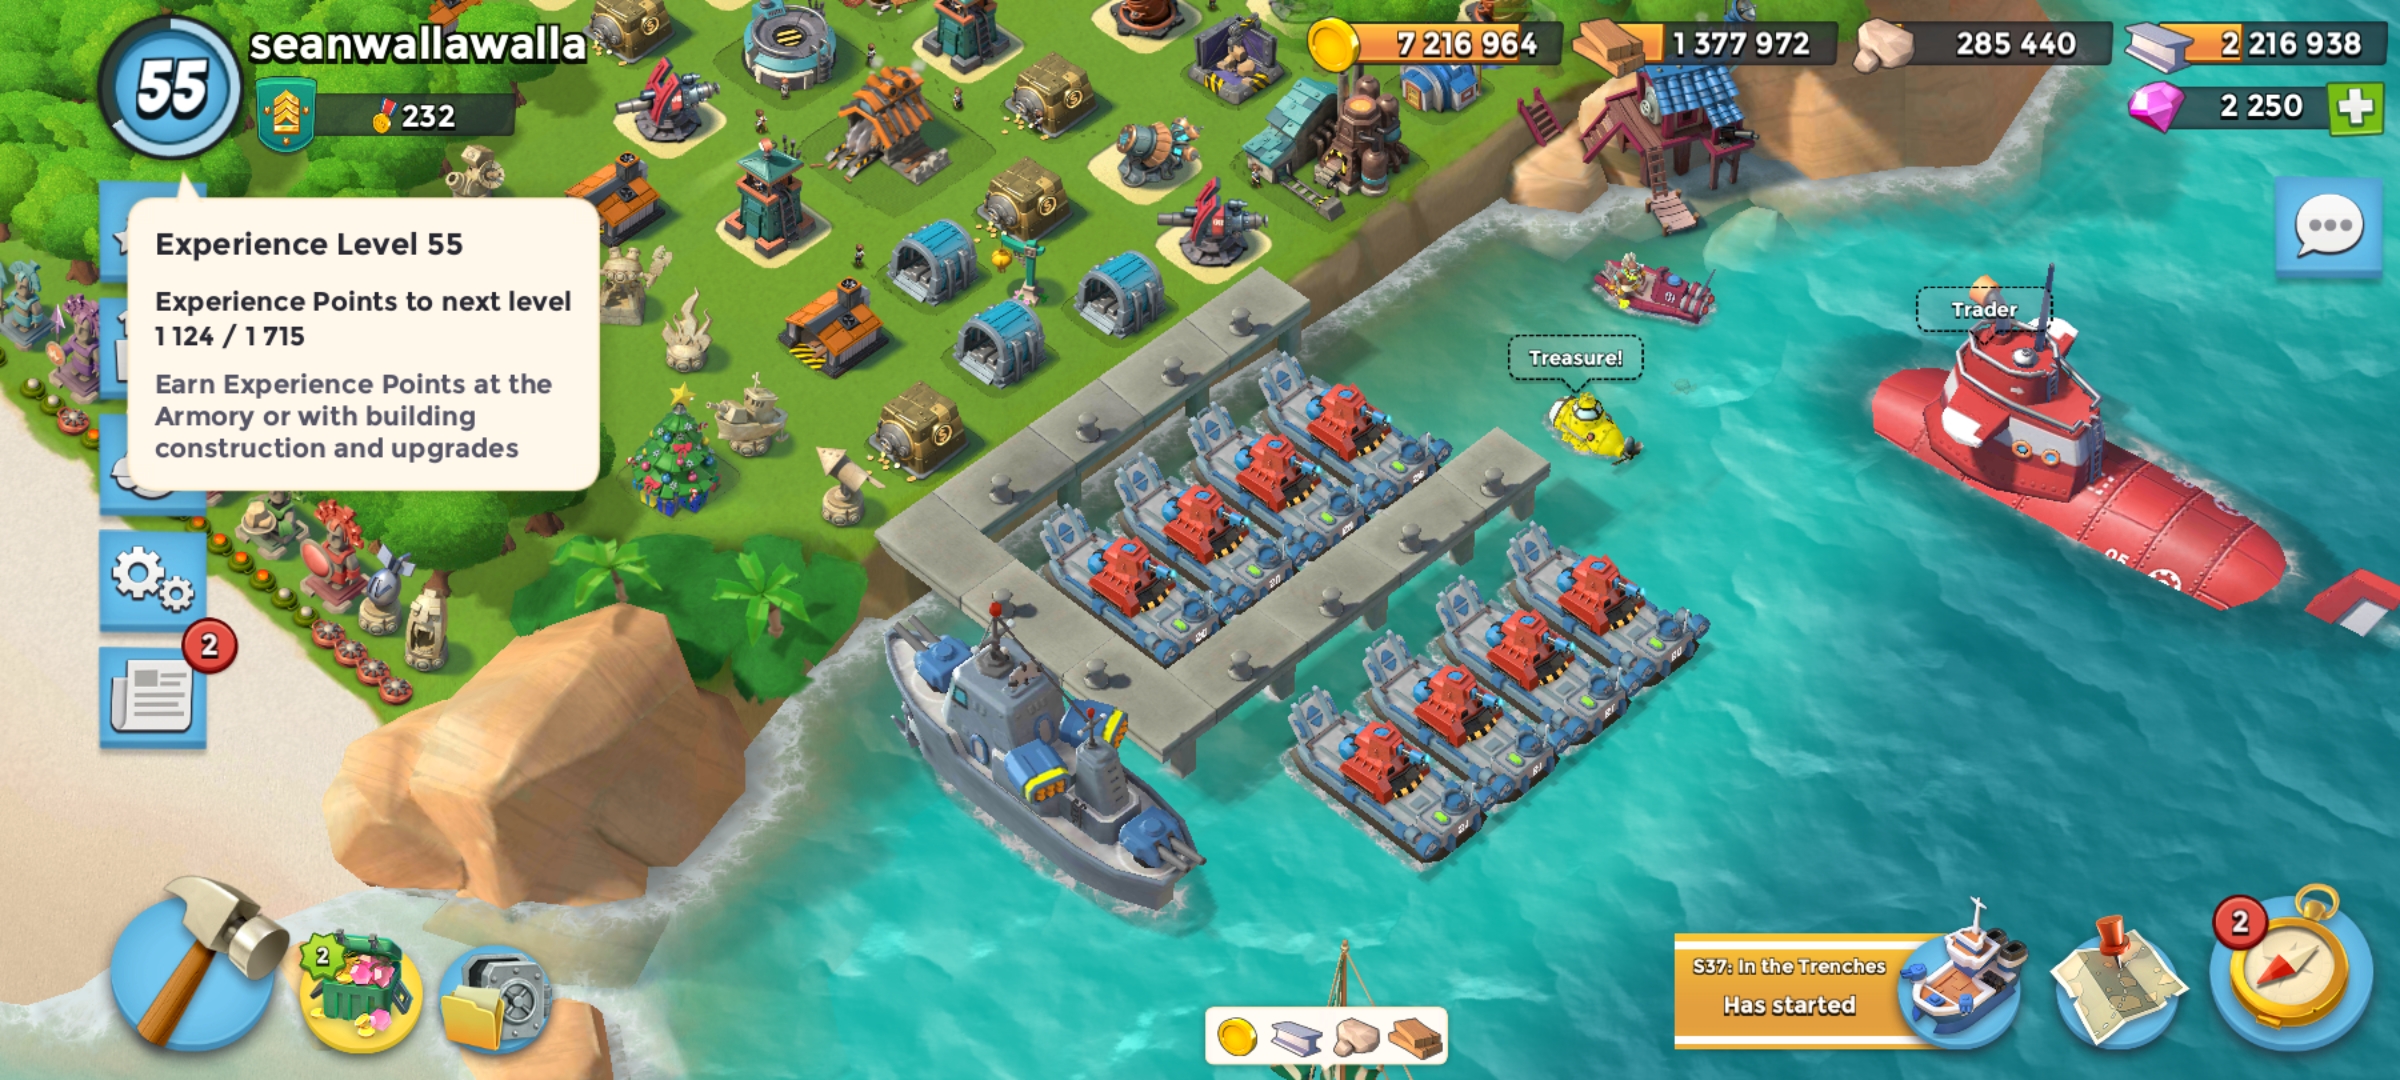 55
seanwallawalla
232
7 216 964
1 377 972
285 440
2 216 938
2 250
Experience Level 55
Experience Points to next level
1 124 / 1 715
Earn Experience Points at the
Armory or with building
construction and upgrades
Trader
Treasure!
2
05
2
S37: In the Trenches
Has started
2